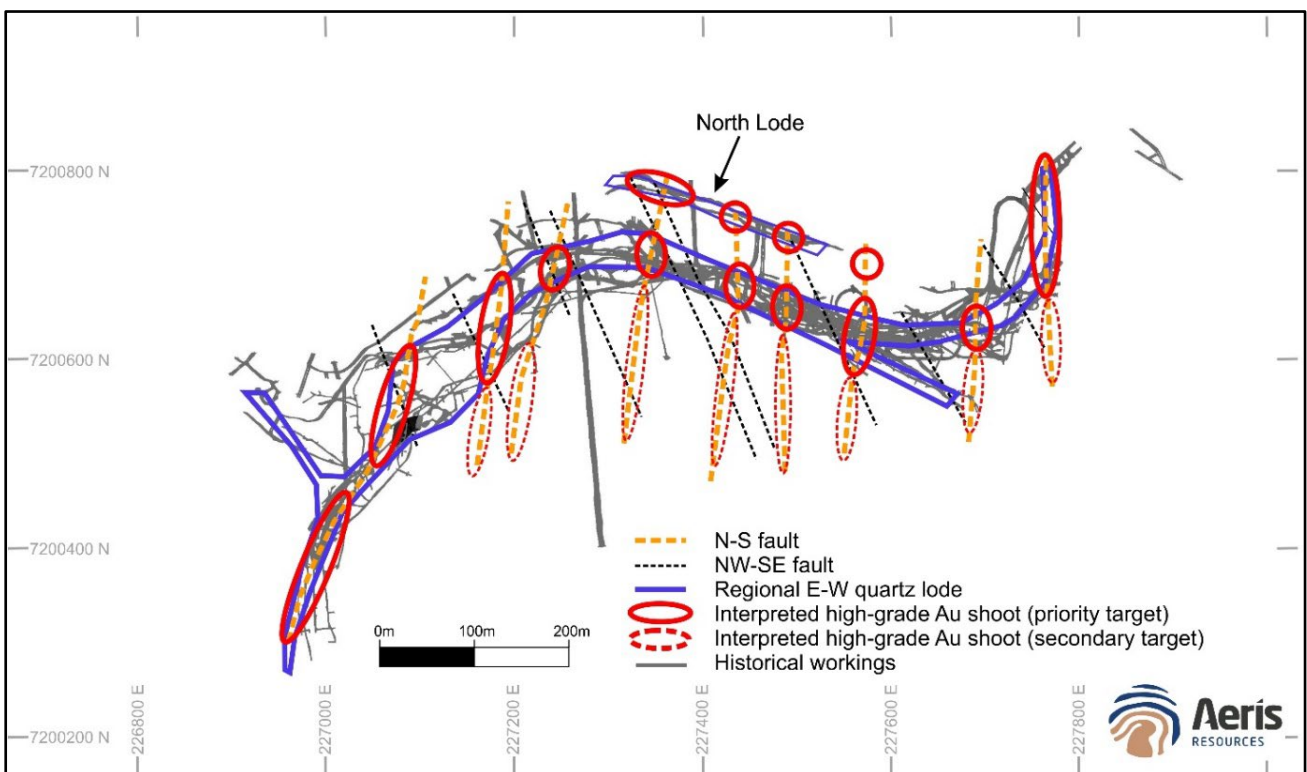 North Lode
7200800 N
7200600 N
7200400 N
7200200 N
N-S fault
NW-SE fault
Regional E-W quartz lode
Interpreted high-grade Au shoot (priority target)
Interpreted high-grade Au shoot (secondary target)
Historical workings
0m 100m 200m
226800 E
227000 E
227200 E
227400 E
227600 E
227800 E
Aeris
RESOURCES